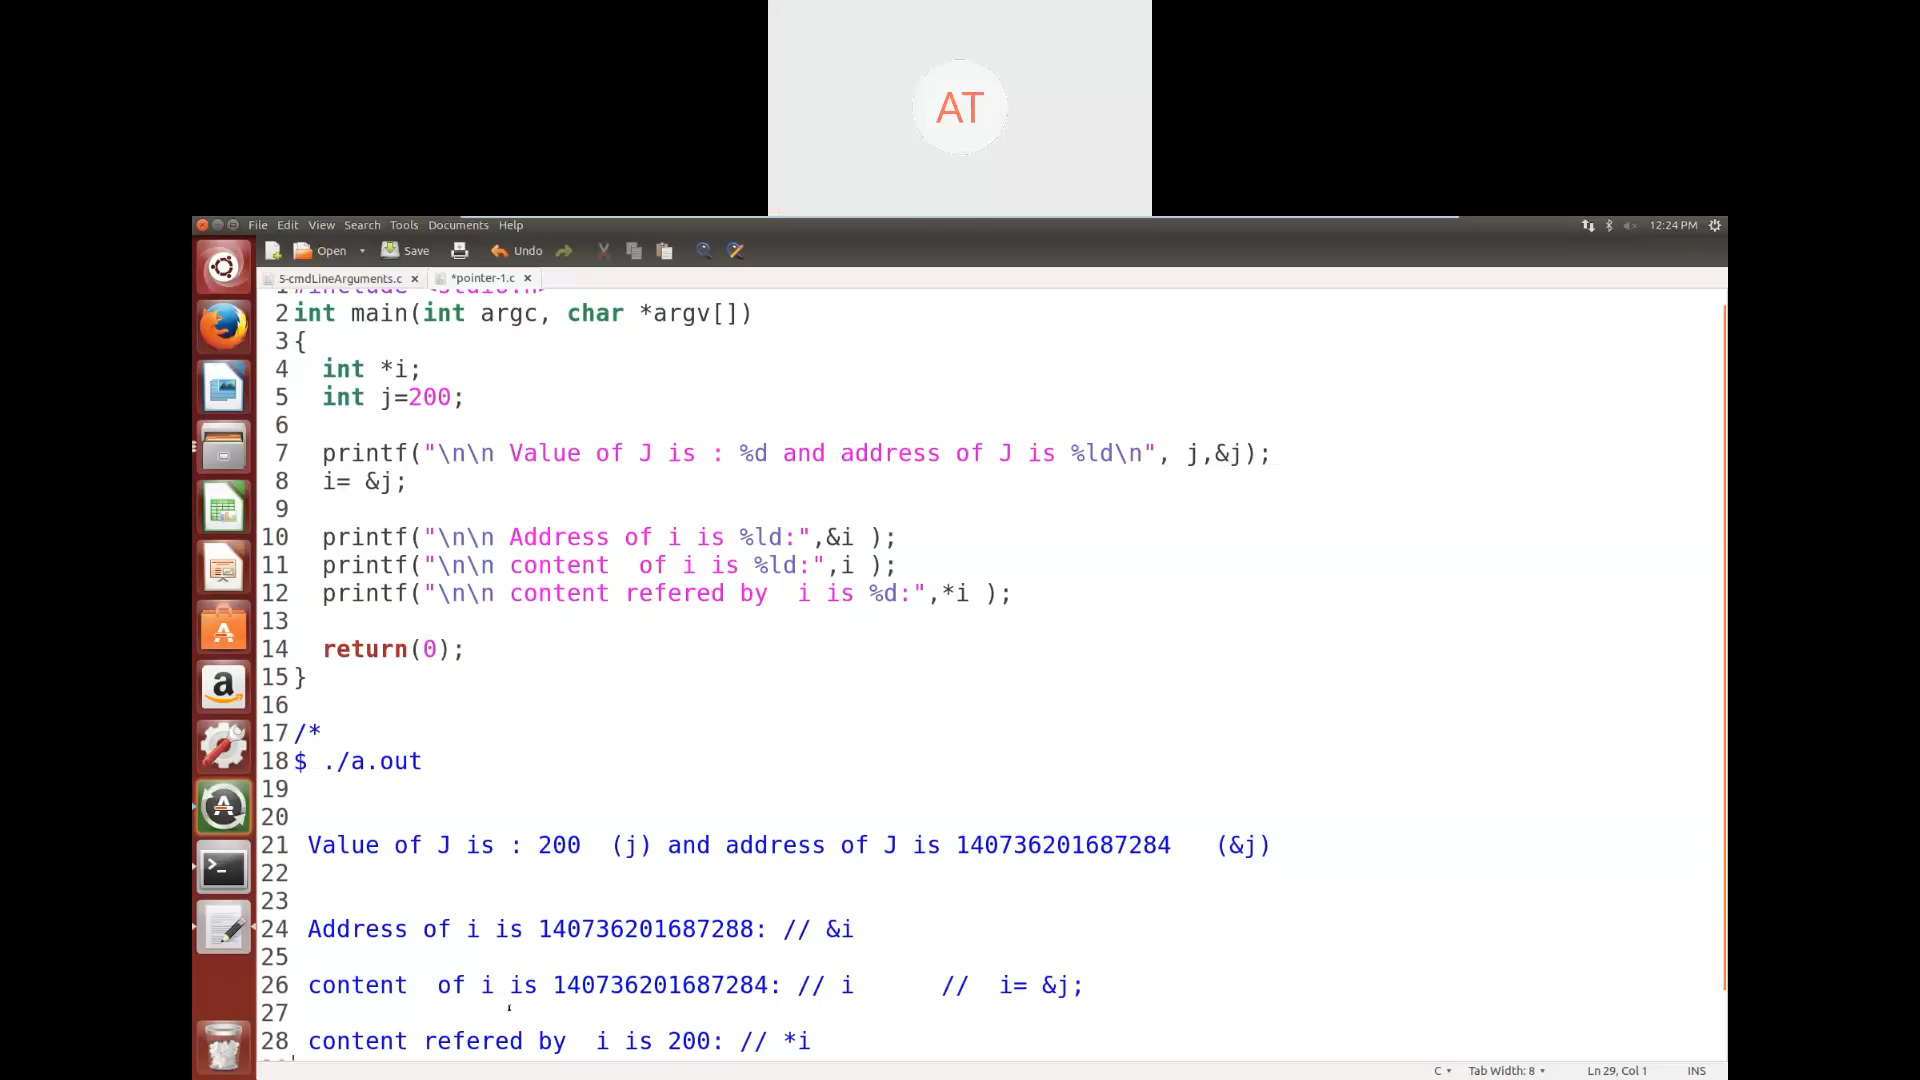 AT
File Edit View Search Tools Documents Help
12:24 PM
Open Save Undo
5-cmdLineArguments.c *pointer-1.c
1 #include <stdio.h>
2 int main(int argc, char *argv[])
3 {
4 int *i;
5 int j=200;
6
7 printf("\n\n Value of J is : %d and address of J is %ld\n", j,&j);
8 i= &j;
9
10 printf("\n\n Address of i is %ld:",&i );
11 printf("\n\n content  of i is %ld:",i );
12 printf("\n\n content refered by  i is %d:",*i );
13
14 return(0);
15 }
16
17 /*
18 $ ./a.out
19
20
21 Value of J is : 200  (j) and address of J is 140736201687284   (&j)
22
23
24 Address of i is 140736201687288: // &i
25
26 content  of i is 140736201687284: // i      //  i= &j;
27
28 content refered by  i is 200: // *i
C Tab Width: 8 Ln 29, Col 1 INS